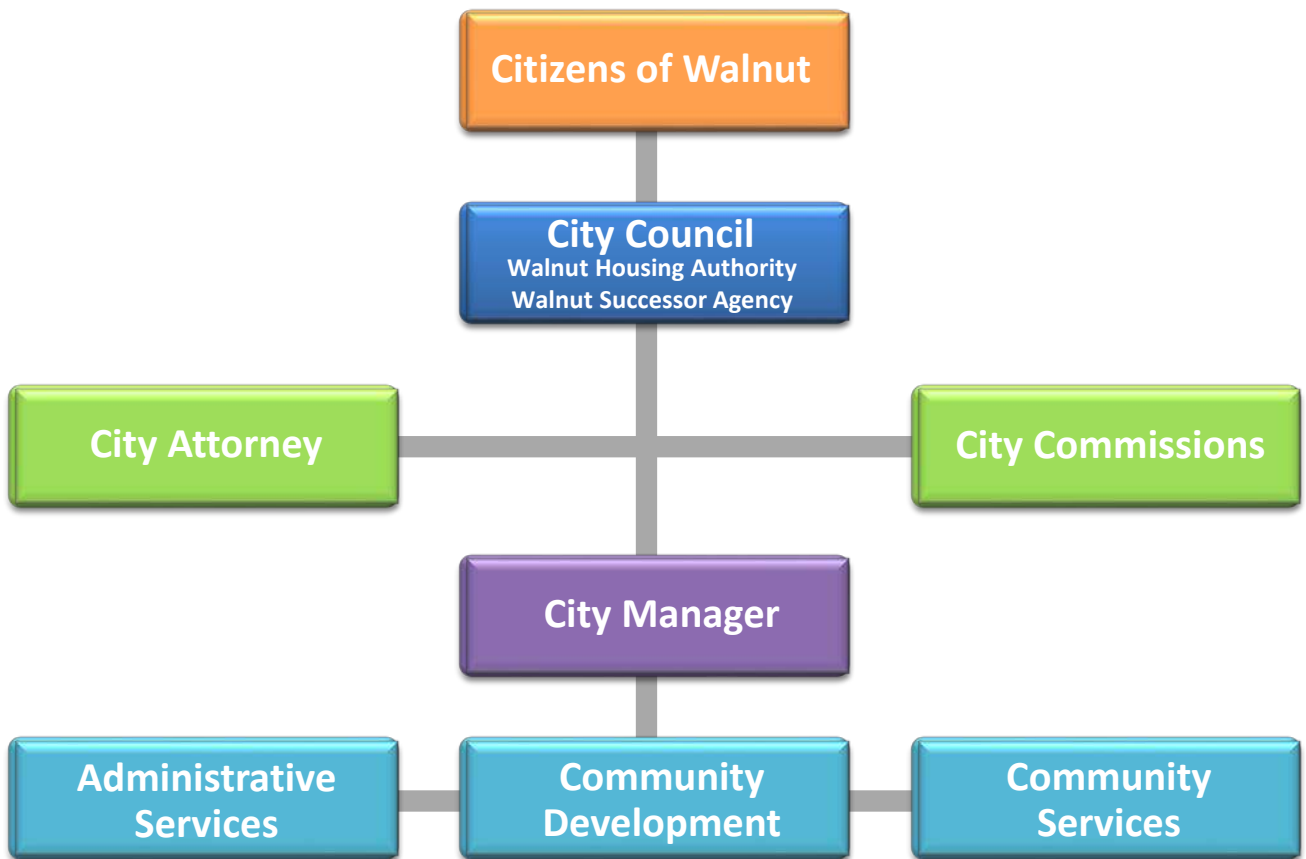 Citizens of Walnut
City Council
Walnut Housing Authority
Walnut Successor Agency
City Attorney
City Commissions
City Manager
Administrative
Services
Community
Development
Community
Services